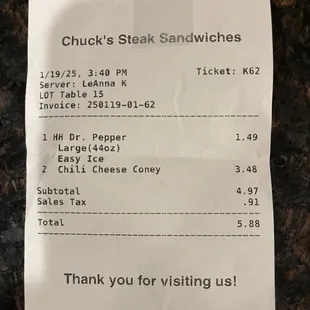 Chuck's Steak Sandwiches
1/19/25, 3:40 PM Ticket: K62
Server: LeAnna K
LOT Table 15
Invoice: 250119-01-62
1 HH Dr. Pepper 1.49
Large(44oz)
Easy Ice
2 Chili Cheese Coney 3.48
Subtotal 4.97
Sales Tax .91
Total 5.88
Thank you for visiting us!